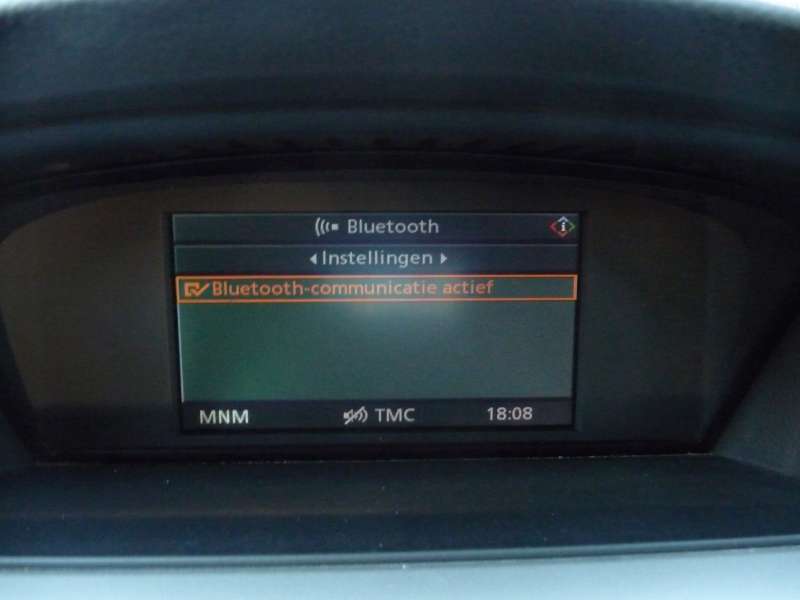 Bluetooth
Instellingen
Bluetooth-communicatie actief
MNM TMC 18:08